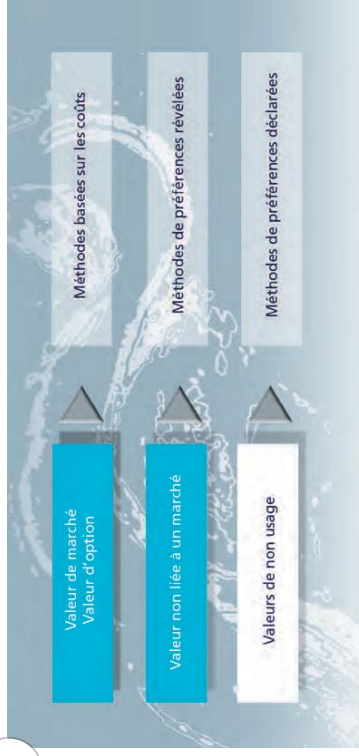 Valeur de marché
Valeur d'option
Méthodes basées sur les coûts
Valeur non liée à un marché
Méthodes de préférences révélées
Valeurs de non usage
Méthodes de préférences déclarées